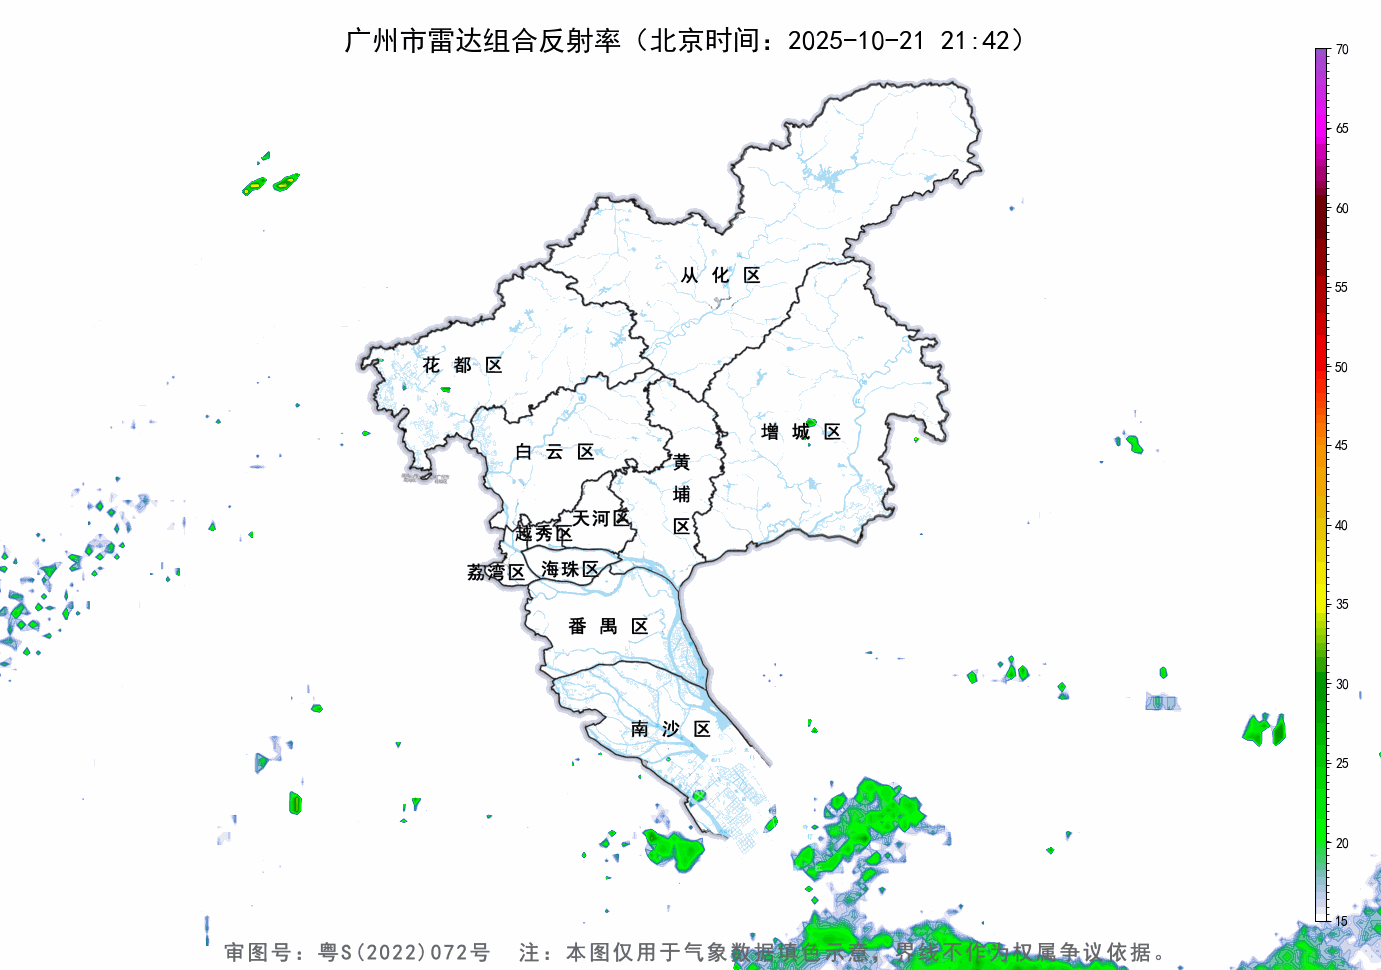 广州市雷达组合反射率（北京时间：2025-10-21 21:42）
70
65
60
55
50
45
40
35
30
25
20
15
从化区
花都区
增城区
白云区
黄埔区
天河区
越秀区
荔湾区
海珠区
番禺区
南沙区
审图号：粤S(2022)072号 注：本图仅用于气象数据填色示意，界线不作为权属争议依据。